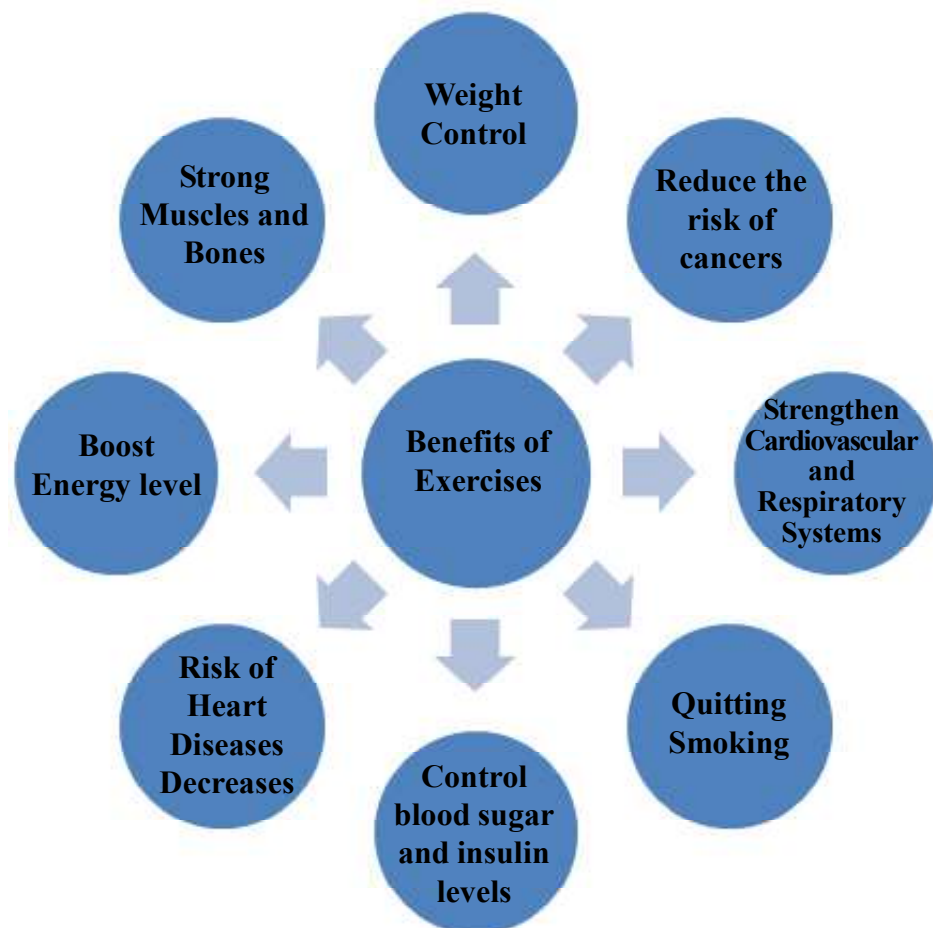 Weight
Control
Reduce the
risk of
cancers
Strengthen
Cardiovascular
and
Respiratory
Systems
Quitting
Smoking
Control
blood sugar
and insulin
levels
Risk of
Heart
Diseases
Decreases
Boost
Energy level
Strong
Muscles and
Bones
Benefits of
Exercises